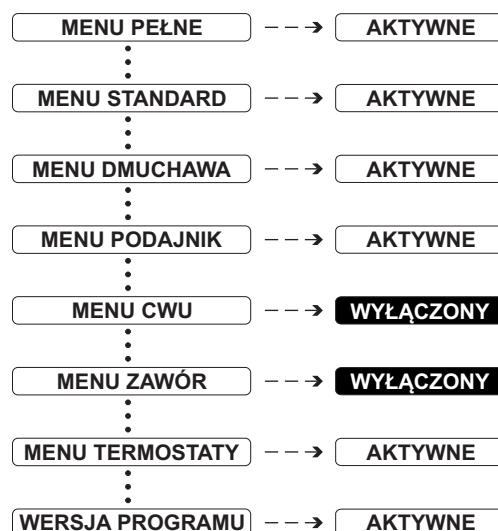 MENU PEŁNE AKTYWNE
MENU STANDARD AKTYWNE
MENU DMUCHAWA AKTYWNE
MENU PODAJNIK AKTYWNE
MENU CWU WYŁĄCZONY
MENU ZAWÓR WYŁĄCZONY
MENU TERMOSTATY AKTYWNE
WERSJA PROGRAMU AKTYWNE